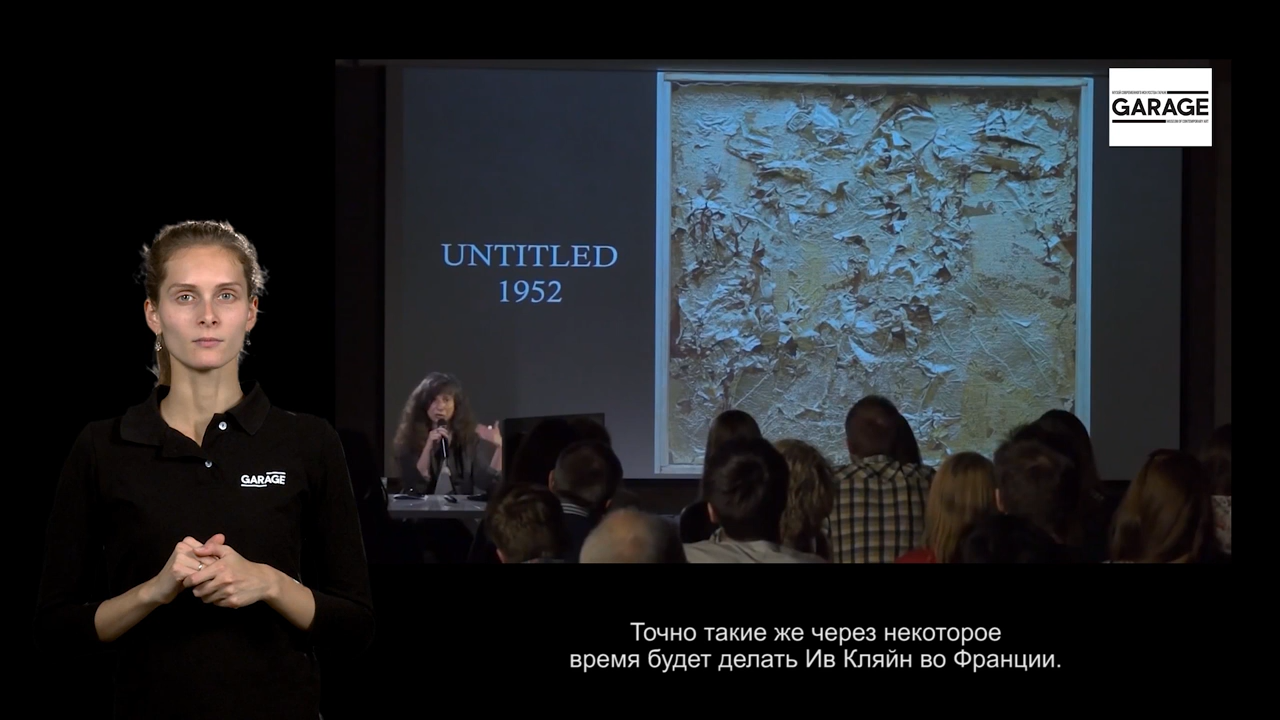 UNTITLED
1952
GARAGE
GARAGE
Точно такие же через некоторое
время будет делать Ив Кляйн во Франции.